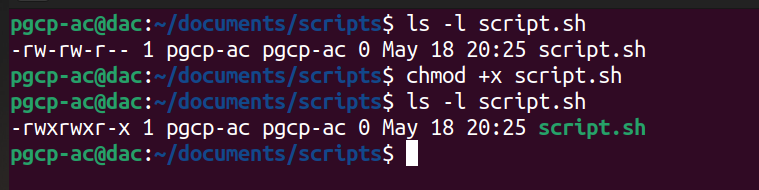 pgcp-ac@dac:~/documents/scripts$ ls -l script.sh
-rw-rw-r-- 1 pgcp-ac pgcp-ac 0 May 18 20:25 script.sh
pgcp-ac@dac:~/documents/scripts$ chmod +x script.sh
pgcp-ac@dac:~/documents/scripts$ ls -l script.sh
-rwxrwxr-x 1 pgcp-ac pgcp-ac 0 May 18 20:25 script.sh
pgcp-ac@dac:~/documents/scripts$